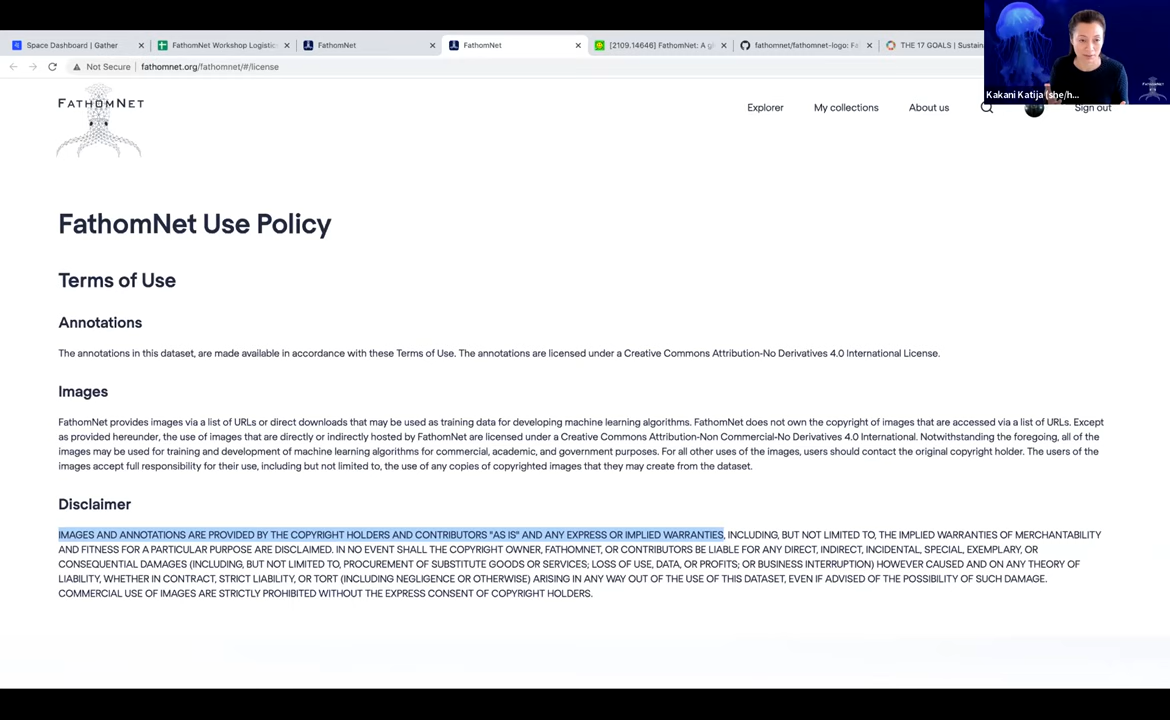 Space Dashboard | Gather
FathomNet Workshop Logistic
FathomNet
FathomNet
[2109.14646] FathomNet: A gl
fathomnet/fathomnet-logo: Fa
THE 17 GOALS | Sustain
Not Secure | fathomnet.org/fathomnet/#/license
Kakani Katija (she/h...
FATHOMNET
Explorer
My collections
About us
Sign out
FathomNet Use Policy
Terms of Use
Annotations
The annotations in this dataset, are made available in accordance with these Terms of Use. The annotations are licensed under a Creative Commons Attribution-No Derivatives 4.0 International License.
Images
FathomNet provides images via a list of URLs or direct downloads that may be used as training data for developing machine learning algorithms. FathomNet does not own the copyright of images that are accessed via a list of URLs. Except
as provided hereunder, the use of images that are directly or indirectly hosted by FathomNet are licensed under a Creative Commons Attribution-Non Commercial-No Derivatives 4.0 International. Notwithstanding the foregoing, all of the
images may be used for training and development of machine learning algorithms for commercial, academic, and government purposes. For all other uses of the images, users should contact the original copyright holder. The users of the
images accept full responsibility for their use, including but not limited to, the use of any copies of copyrighted images that they may create from the dataset.
Disclaimer
IMAGES AND ANNOTATIONS ARE PROVIDED BY THE COPYRIGHT HOLDERS AND CONTRIBUTORS "AS IS" AND ANY EXPRESS OR IMPLIED WARRANTIES, INCLUDING, BUT NOT LIMITED TO, THE IMPLIED WARRANTIES OF MERCHANTABILITY
AND FITNESS FOR A PARTICULAR PURPOSE ARE DISCLAIMED. IN NO EVENT SHALL THE COPYRIGHT OWNER, FATHOMNET, OR CONTRIBUTORS BE LIABLE FOR ANY DIRECT, INDIRECT, INCIDENTAL, SPECIAL, EXEMPLARY, OR
CONSEQUENTIAL DAMAGES (INCLUDING, BUT NOT LIMITED TO, PROCUREMENT OF SUBSTITUTE GOODS OR SERVICES; LOSS OF USE, DATA, OR PROFITS; OR BUSINESS INTERRUPTION) HOWEVER CAUSED AND ON ANY THEORY OF
LIABILITY, WHETHER IN CONTRACT, STRICT LIABILITY, OR TORT (INCLUDING NEGLIGENCE OR OTHERWISE) ARISING IN ANY WAY OUT OF THE USE OF THIS DATASET, EVEN IF ADVISED OF THE POSSIBILITY OF SUCH DAMAGE.
COMMERCIAL USE OF IMAGES ARE STRICTLY PROHIBITED WITHOUT THE EXPRESS CONSENT OF COPYRIGHT HOLDERS.